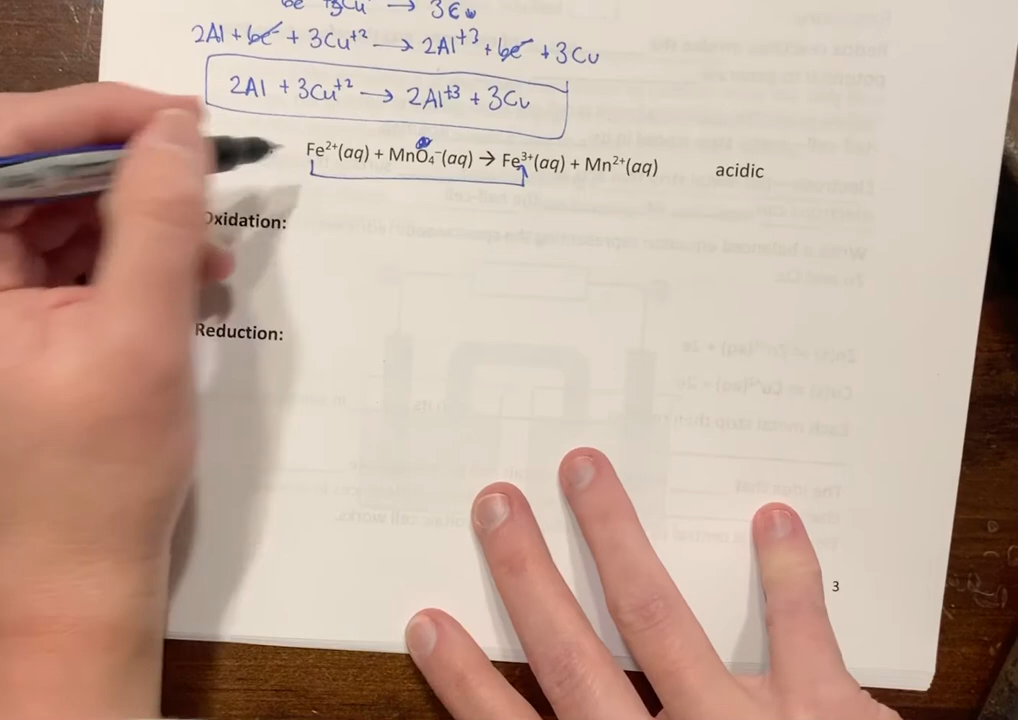 3Cu
2Al + 6e⁻ + 3Cu⁺² → 2Al⁺³ + 6e⁻ + 3Cu
2Al + 3Cu⁺² → 2Al⁺³ + 3Cu
Fe²⁺(aq) + MnO₄⁻(aq) → Fe³⁺(aq) + Mn²⁺(aq) acidic
Oxidation:
Reduction:
3